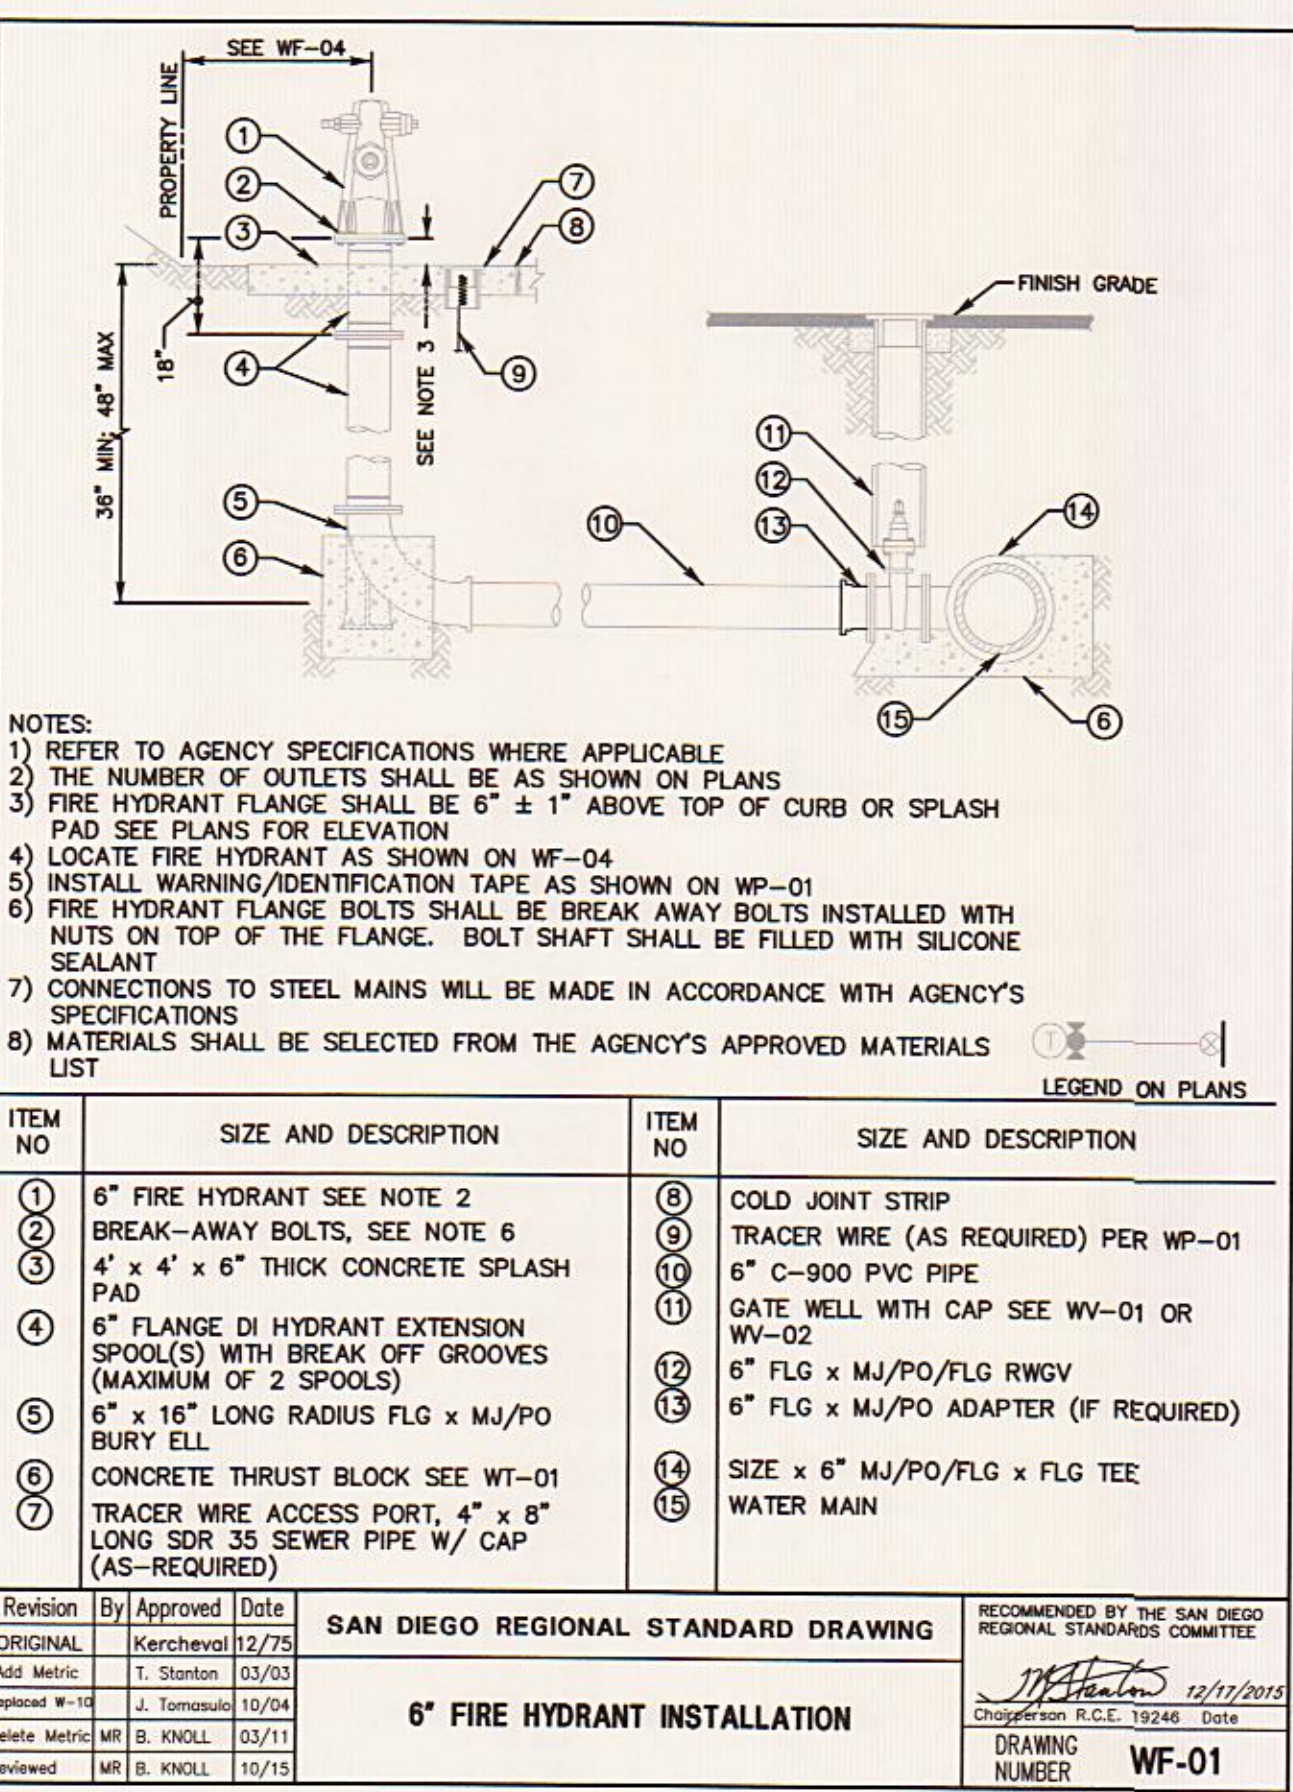 SEE WF-04
PROPERTY LINE
1
2
3
7
8
18"
36" MIN; 48" MAX
4
SEE NOTE 3
9
FINISH GRADE
11
12
13
14
5
10
6
15
6
NOTES:
1) REFER TO AGENCY SPECIFICATIONS WHERE APPLICABLE
2) THE NUMBER OF OUTLETS SHALL BE AS SHOWN ON PLANS
3) FIRE HYDRANT FLANGE SHALL BE 6" ± 1" ABOVE TOP OF CURB OR SPLASH
PAD SEE PLANS FOR ELEVATION
4) LOCATE FIRE HYDRANT AS SHOWN ON WF-04
5) INSTALL WARNING/IDENTIFICATION TAPE AS SHOWN ON WP-01
6) FIRE HYDRANT FLANGE BOLTS SHALL BE BREAK AWAY BOLTS INSTALLED WITH
NUTS ON TOP OF THE FLANGE. BOLT SHAFT SHALL BE FILLED WITH SILICONE
SEALANT
7) CONNECTIONS TO STEEL MAINS WILL BE MADE IN ACCORDANCE WITH AGENCY'S
SPECIFICATIONS
8) MATERIALS SHALL BE SELECTED FROM THE AGENCY'S APPROVED MATERIALS
LIST
T
LEGEND ON PLANS
ITEM NO
SIZE AND DESCRIPTION
1 6" FIRE HYDRANT SEE NOTE 2
2 BREAK-AWAY BOLTS, SEE NOTE 6
3 4' x 4' x 6" THICK CONCRETE SPLASH
PAD
4 6" FLANGE DI HYDRANT EXTENSION
SPOOL(S) WITH BREAK OFF GROOVES
(MAXIMUM OF 2 SPOOLS)
5 6" x 16" LONG RADIUS FLG x MJ/PO
BURY ELL
6 CONCRETE THRUST BLOCK SEE WT-01
7 TRACER WIRE ACCESS PORT, 4" x 8"
LONG SDR 35 SEWER PIPE W/ CAP
(AS-REQUIRED)
ITEM NO
SIZE AND DESCRIPTION
8 COLD JOINT STRIP
9 TRACER WIRE (AS REQUIRED) PER WP-01
10 6" C-900 PVC PIPE
11 GATE WELL WITH CAP SEE WV-01 OR
WV-02
12 6" FLG x MJ/PO/FLG RWGV
13 6" FLG x MJ/PO ADAPTER (IF REQUIRED)
14 SIZE x 6" MJ/PO/FLG x FLG TEE
15 WATER MAIN
Revision By Approved Date
ORIGINAL Kercheval 12/75
Add Metric T. Stanton 03/03
eplaced W-10 J. Tomasulo 10/04
elete Metric MR B. KNOLL 03/11
eviewed MR B. KNOLL 10/15
SAN DIEGO REGIONAL STANDARD DRAWING
6" FIRE HYDRANT INSTALLATION
RECOMMENDED BY THE SAN DIEGO
REGIONAL STANDARDS COMMITTEE
12/17/2015
Chairperson R.C.E. 19246 Date
DRAWING NUMBER
WF-01